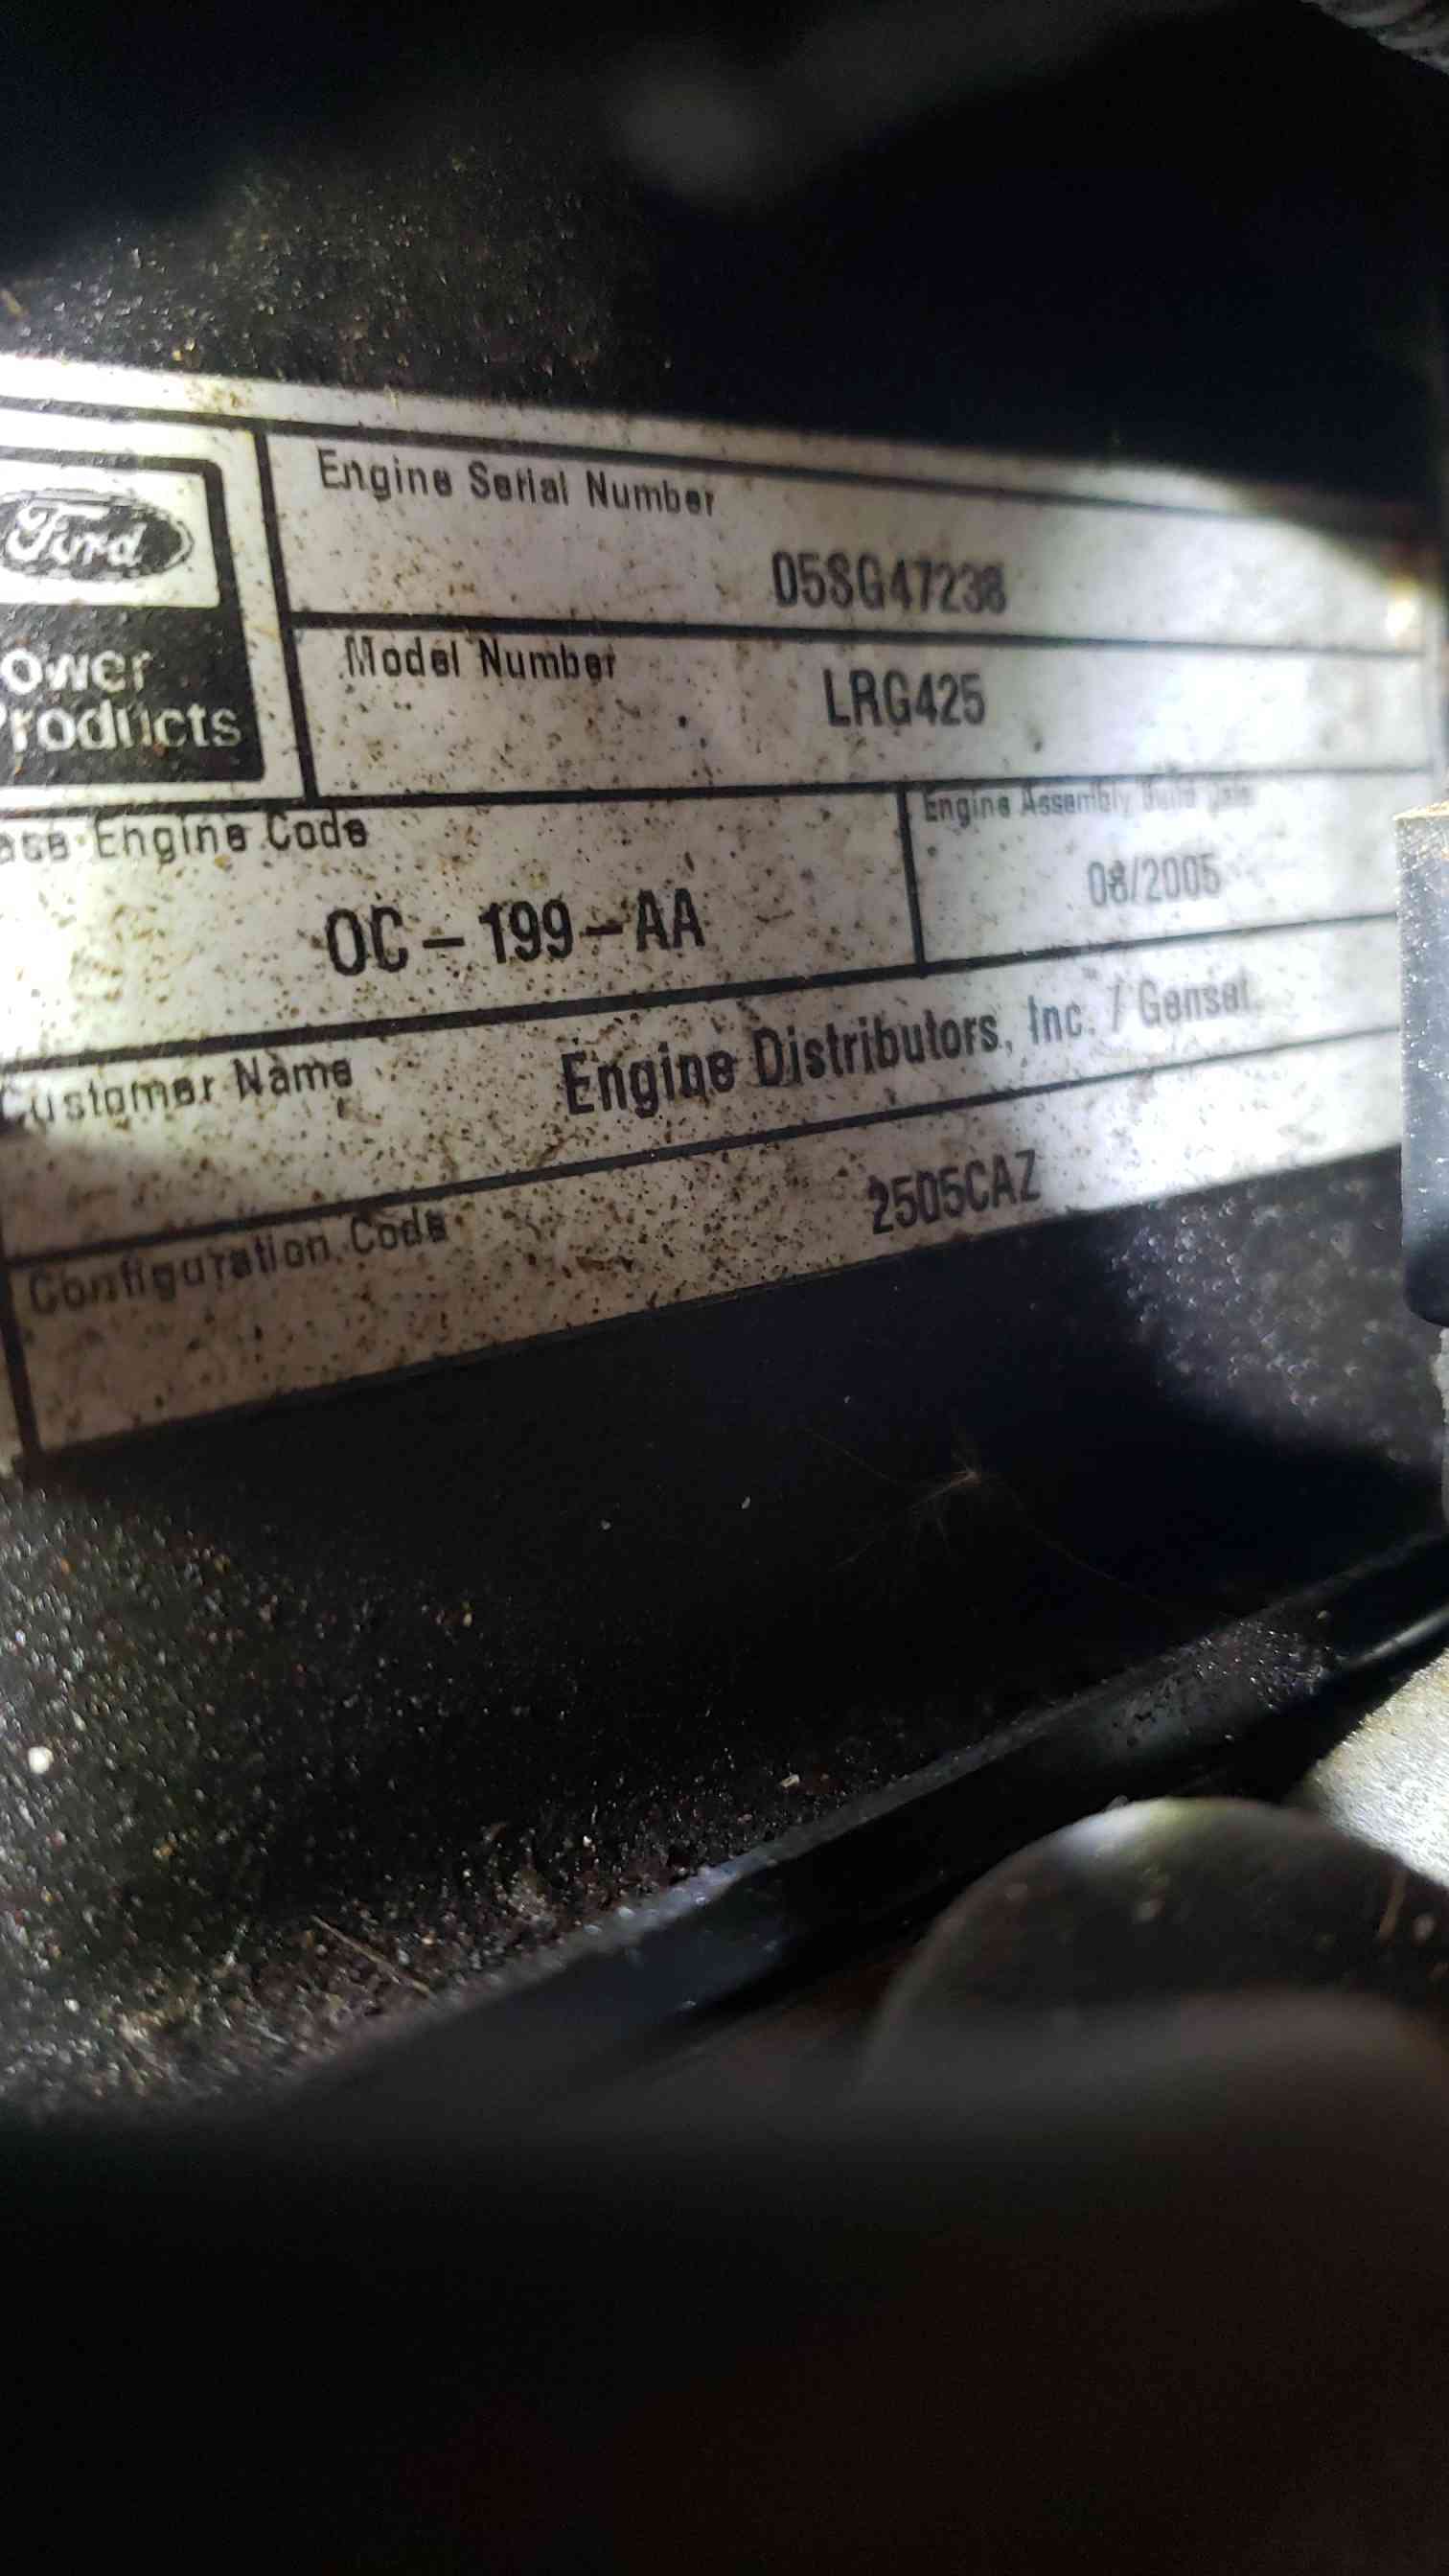 Engine Serial Number
05SG47238
Ford
ower
Products
Model Number
LRG425
ase Engine Code
OC-199-AA
Engine Assembly Build Date
08/2005
Customer Name
Engine Distributors, Inc. / Genset
Configuration Code
2505CAZ